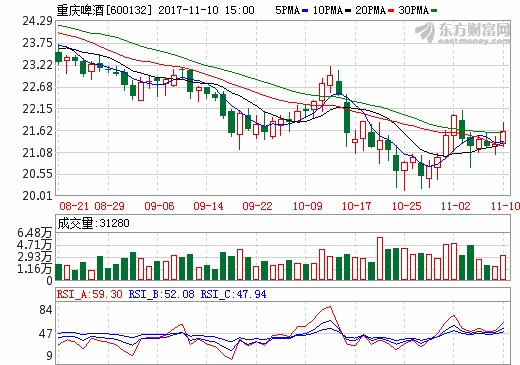 重庆啤酒[600132] 2017-11-10 15:00 5PMA 10PMA 20PMA 30PMA
东方财富网
eastmoney.com
24.29
23.75
23.22
22.68
22.15
21.62
21.08
20.55
20.01
08-21 08-29 09-06 09-14 09-22 10-09 10-17 10-25 11-02 11-10
成交量:31280
6.48万
4.71万
2.93万
1.16万
0
RSI_A:59.30 RSI_B:52.08 RSI_C:47.94
84
47
9